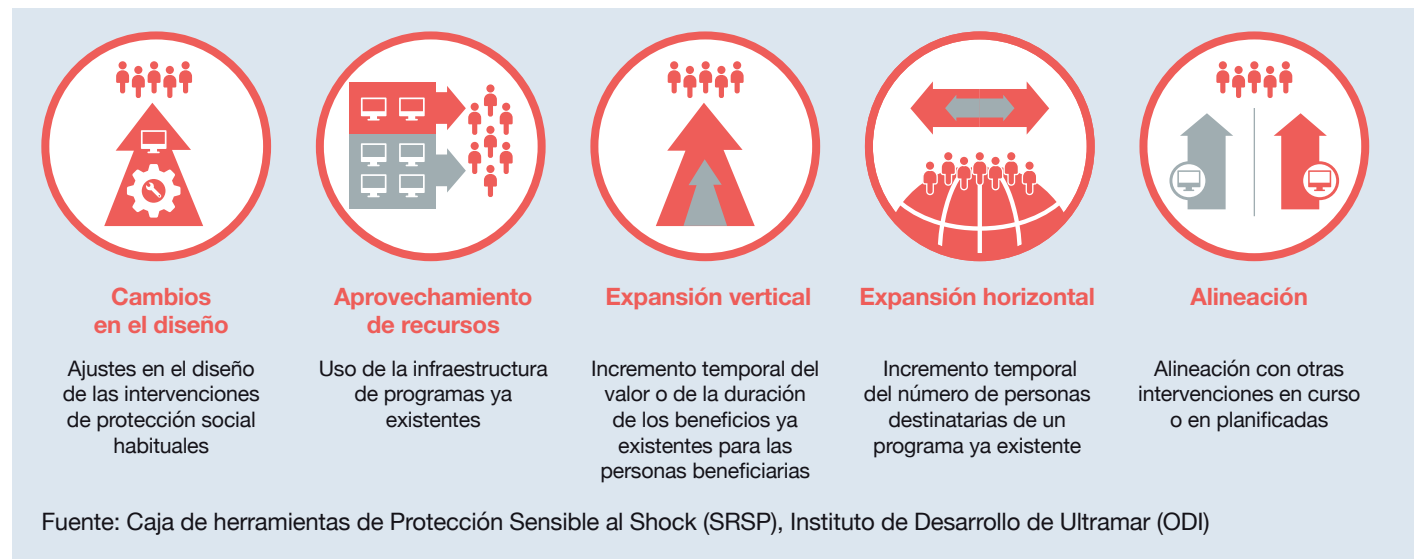 Cambios
en el diseño
Ajustes en el diseño
de las intervenciones
de protección social
habituales
Aprovechamiento
de recursos
Uso de la infraestructura
de programas ya
existentes
Expansión vertical
Incremento temporal del
valor o de la duración
de los beneficios ya
existentes para las
personas beneficiarias
Expansión horizontal
Incremento temporal
del número de personas
destinatarias de un
programa ya existente
Alineación
Alineación con otras
intervenciones en curso
o en planificadas
Fuente: Caja de herramientas de Protección Sensible al Shock (SRSP), Instituto de Desarrollo de Ultramar (ODI)